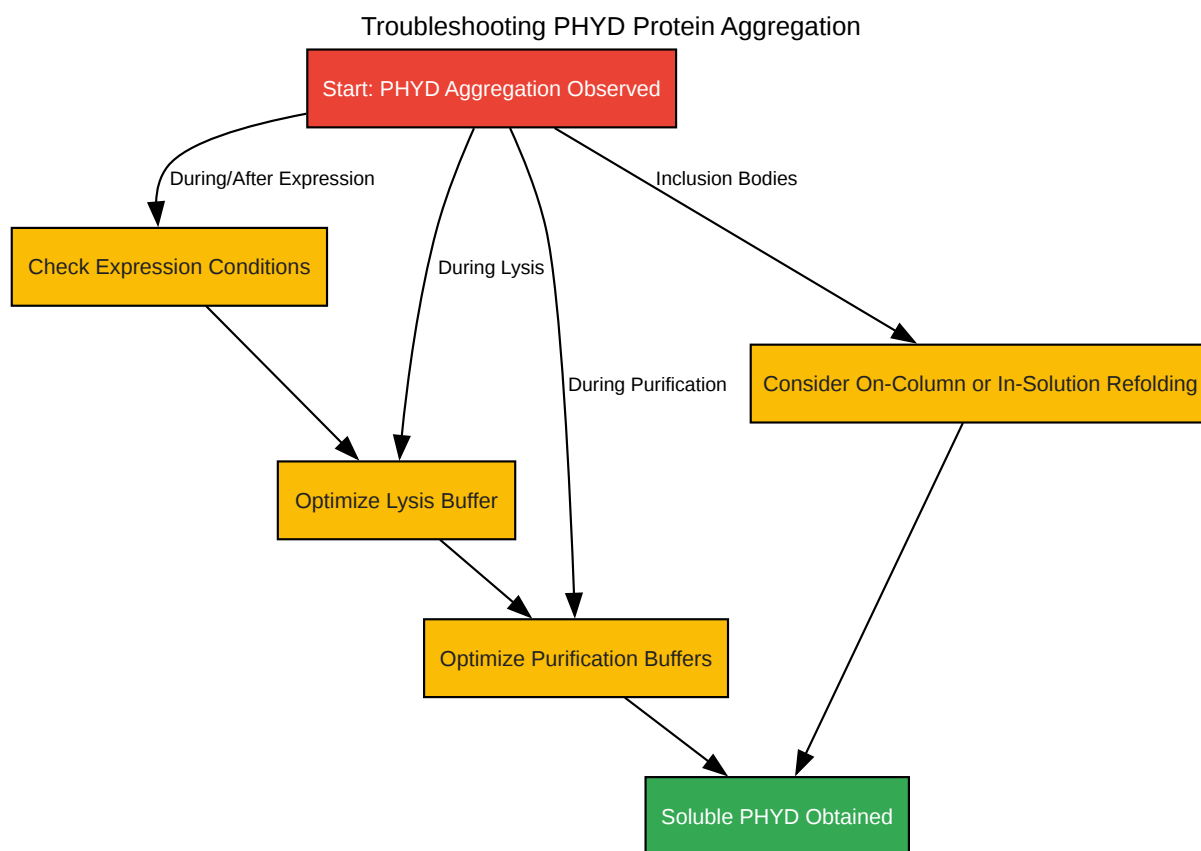 Troubleshooting PHYD Protein Aggregation
Start: PHYD Aggregation Observed
During/After Expression
Inclusion Bodies
Check Expression Conditions
During Lysis
During Purification
Consider On-Column or In-Solution Refolding
Optimize Lysis Buffer
Optimize Purification Buffers
Soluble PHYD Obtained